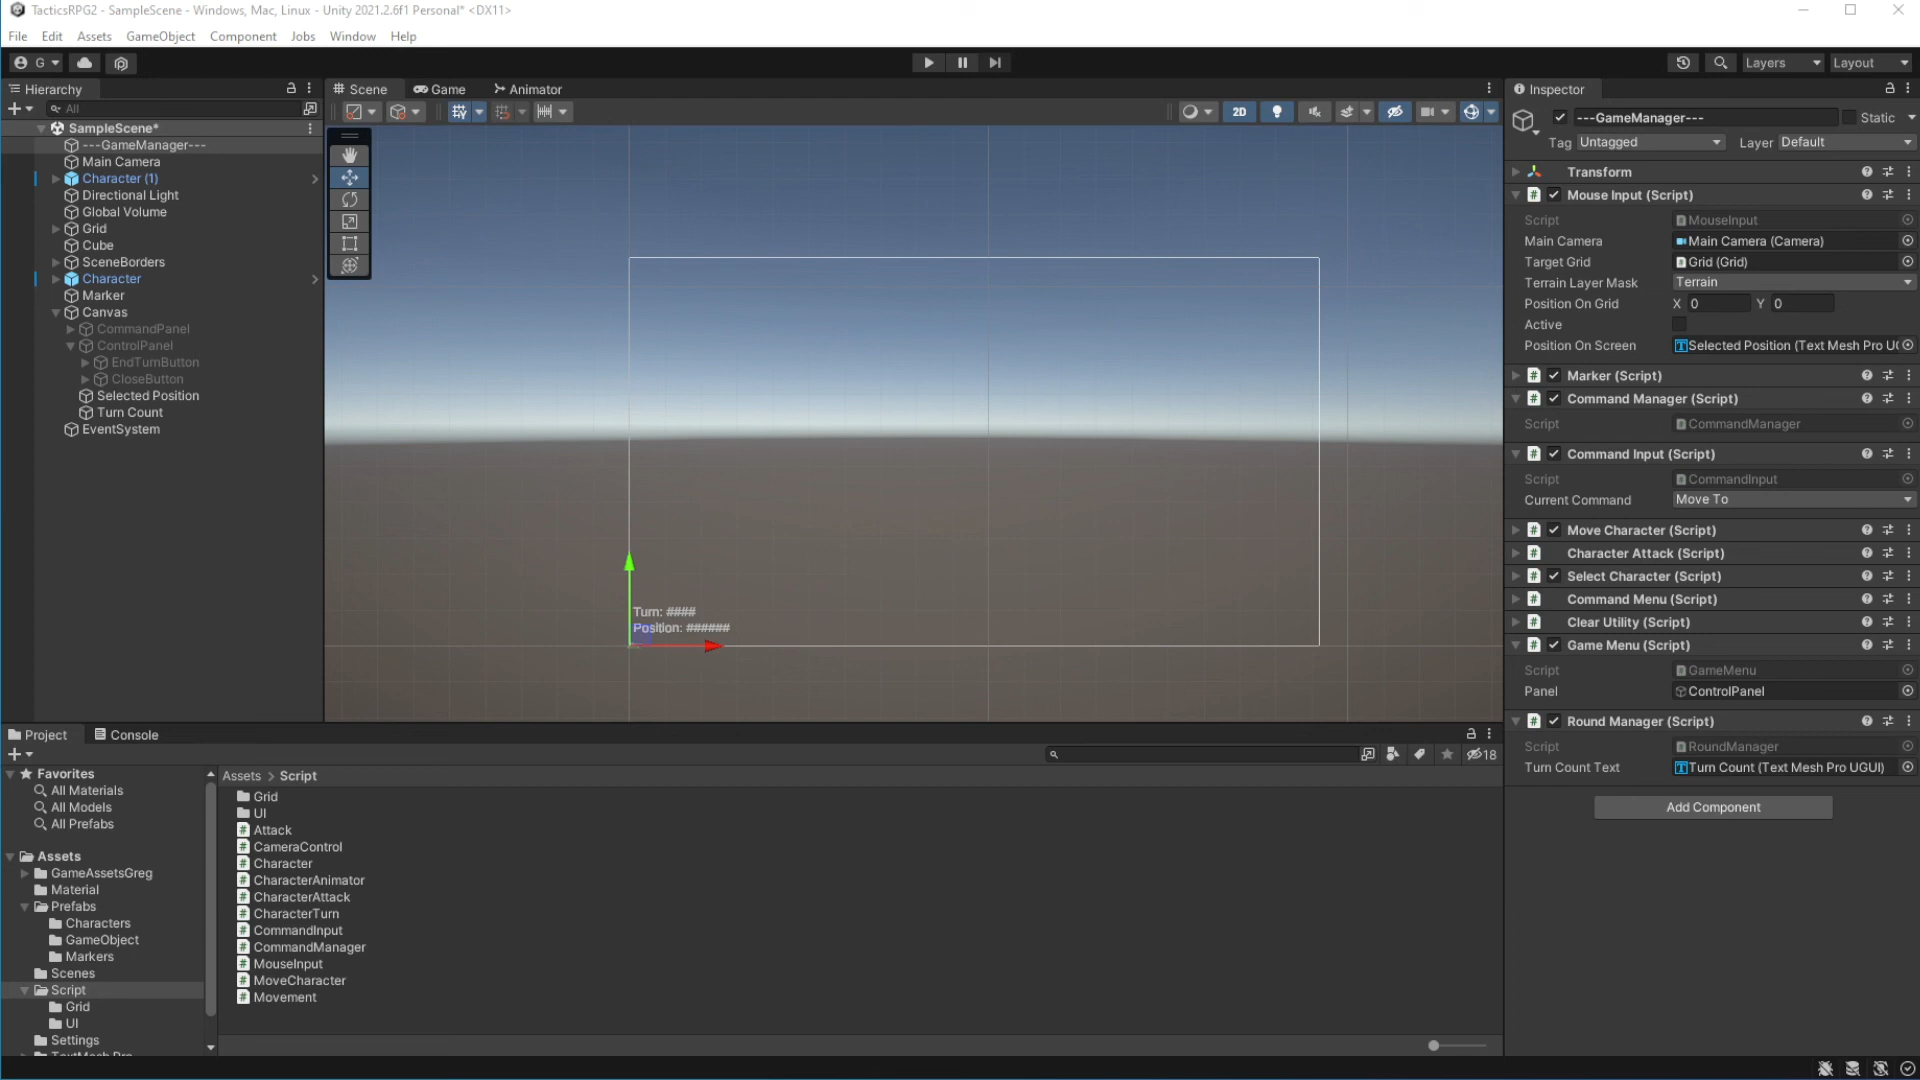 TacticsRPG2 - SampleScene - Windows, Mac, Linux - Unity 2021.2.6f1 Personal* <DX11>
File Edit Assets GameObject Component Jobs Window Help
G Layers Layout
Hierarchy
All
SampleScene*
---GameManager---
Main Camera
Character (1)
Directional Light
Global Volume
Grid
Cube
SceneBorders
Character
Marker
Canvas
CommandPanel
ControlPanel
EndTurnButton
CloseButton
Selected Position
Turn Count
EventSystem
Scene Game Animator
2D
Turn: ####
Position: ######
Inspector
---GameManager--- Static
Tag Untagged Layer Default
Transform
Mouse Input (Script)
Script MouseInput
Main Camera Main Camera (Camera)
Target Grid Grid (Grid)
Terrain Layer Mask Terrain
Position On Grid X 0 Y 0
Active
Position On Screen Selected Position (Text Mesh Pro UG
Marker (Script)
Command Manager (Script)
Script CommandManager
Command Input (Script)
Script CommandInput
Current Command Move To
Move Character (Script)
Character Attack (Script)
Select Character (Script)
Command Menu (Script)
Clear Utility (Script)
Game Menu (Script)
Script GameMenu
Panel ControlPanel
Round Manager (Script)
Script RoundManager
Turn Count Text Turn Count (Text Mesh Pro UGUI)
Add Component
Project Console
18
Favorites
All Materials
All Models
All Prefabs
Assets
GameAssetsGreg
Material
Prefabs
Characters
GameObject
Markers
Scenes
Script
Grid
UI
Settings
TextMesh Pro
Assets > Script
Grid
UI
Attack
CameraControl
Character
CharacterAnimator
CharacterAttack
CharacterTurn
CommandInput
CommandManager
MouseInput
MoveCharacter
Movement